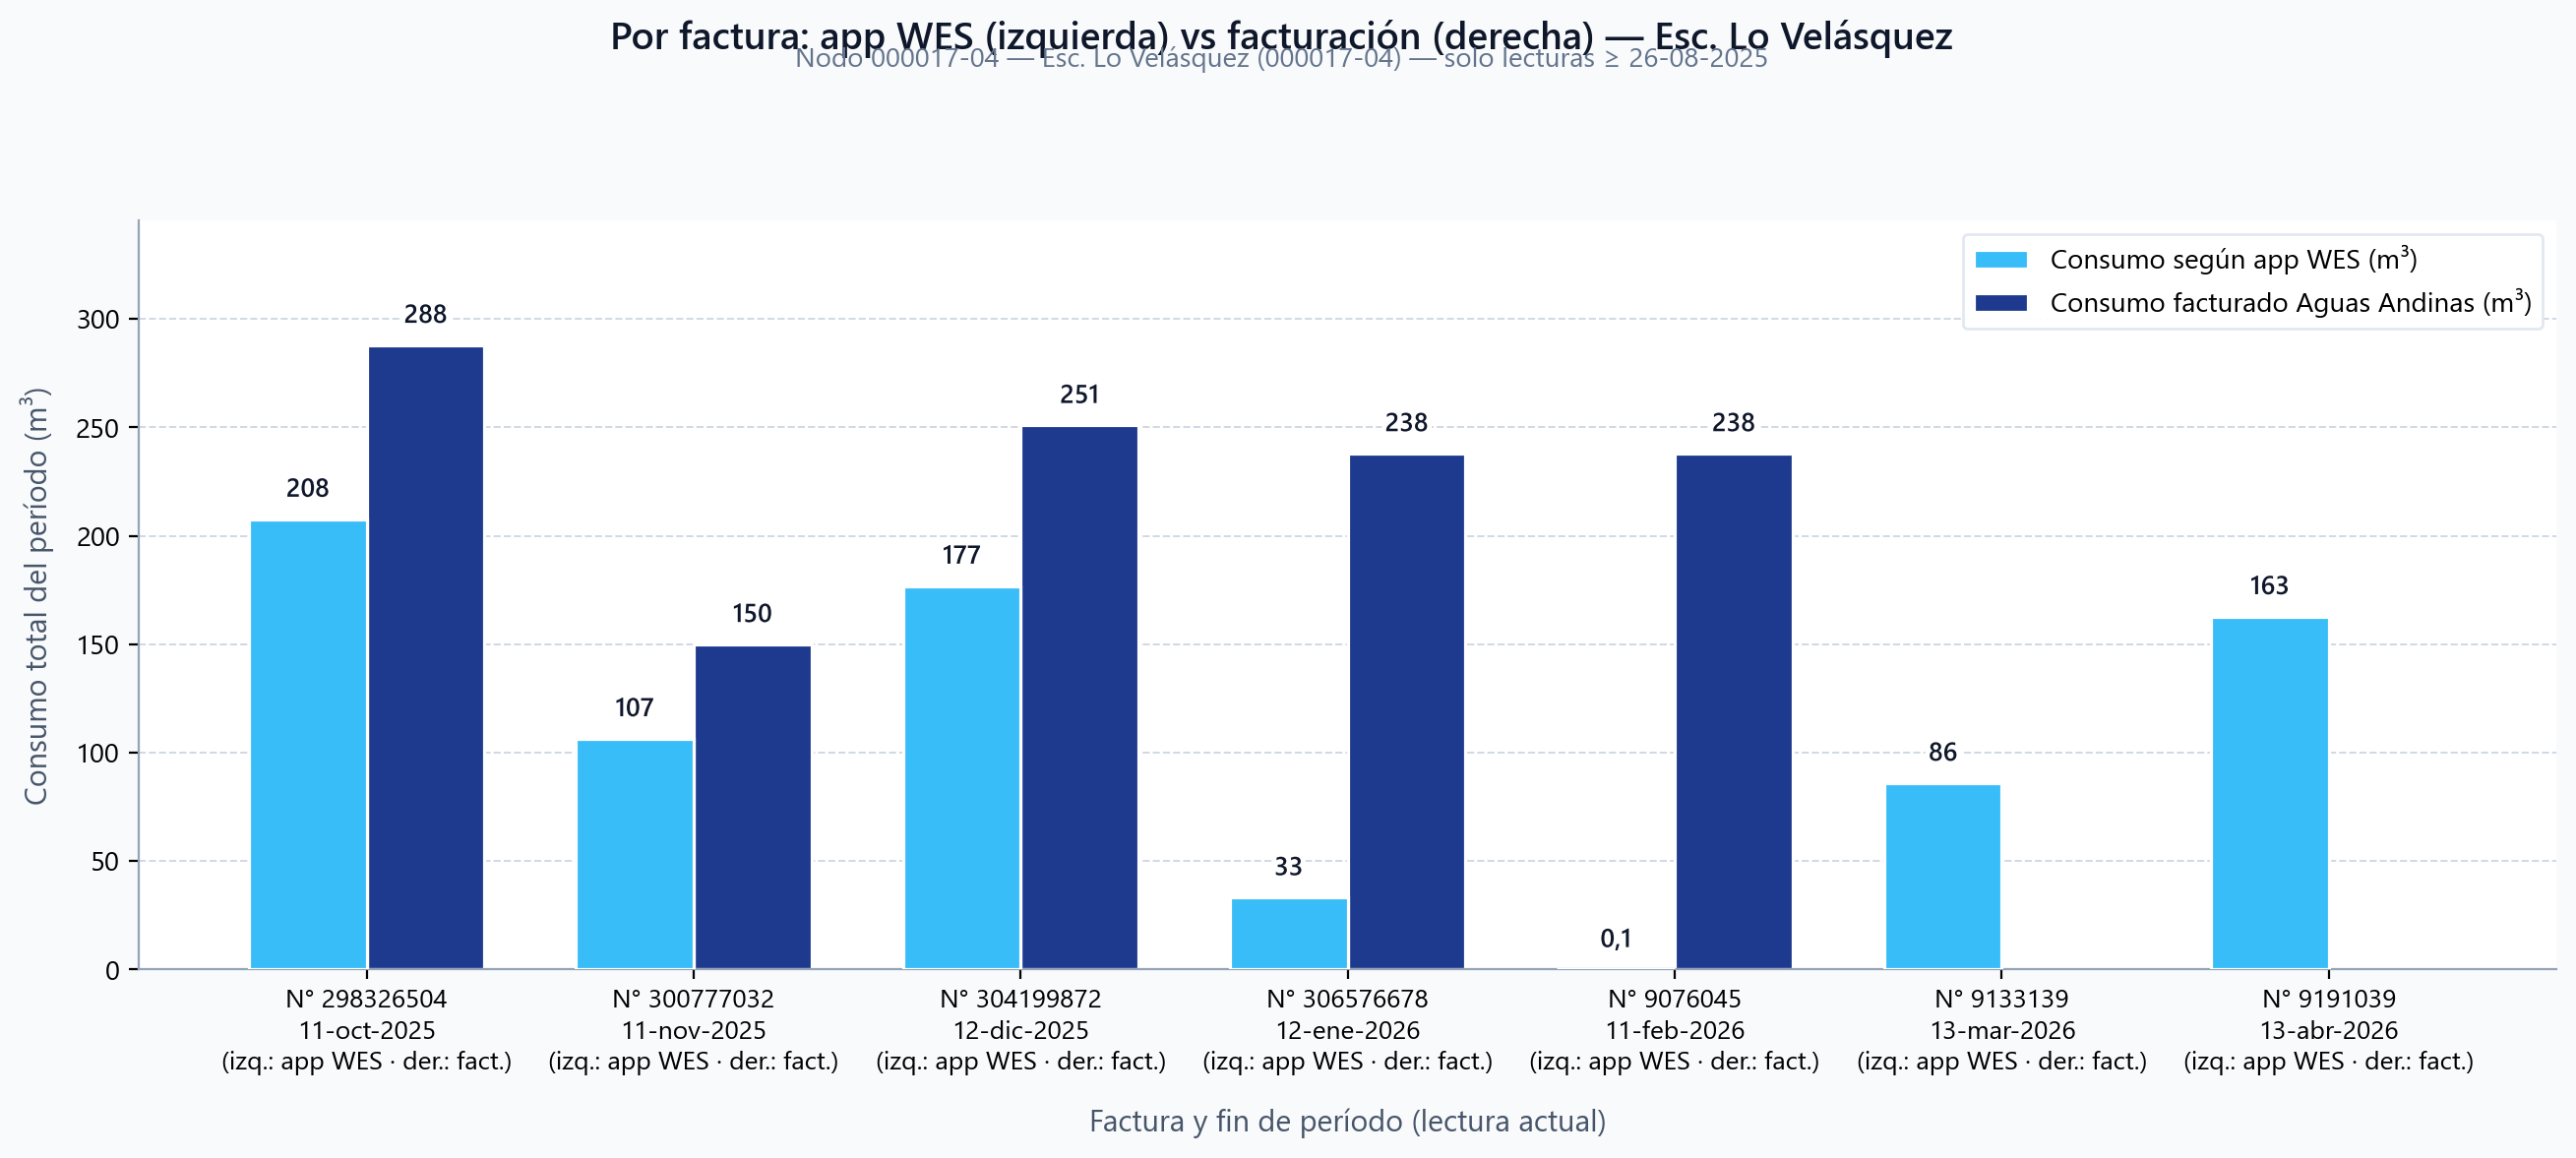 Por factura: app WES (izquierda) vs facturación (derecha) — Esc. Lo Velásquez
Nodo 000017-04 — Esc. Lo Velásquez (000017-04) — solo lecturas ≥ 26-08-2025
Consumo según app WES (m³)
Consumo facturado Aguas Andinas (m³)
Consumo total del período (m³)
300
250
200
150
100
50
0
208
288
107
150
177
251
33
238
0,1
238
86
163
N° 298326504
11-oct-2025
(izq.: app WES · der.: fact.)
N° 300777032
11-nov-2025
(izq.: app WES · der.: fact.)
N° 304199872
12-dic-2025
(izq.: app WES · der.: fact.)
N° 306576678
12-ene-2026
(izq.: app WES · der.: fact.)
N° 9076045
11-feb-2026
(izq.: app WES · der.: fact.)
N° 9133139
13-mar-2026
(izq.: app WES · der.: fact.)
N° 9191039
13-abr-2026
(izq.: app WES · der.: fact.)
Factura y fin de período (lectura actual)